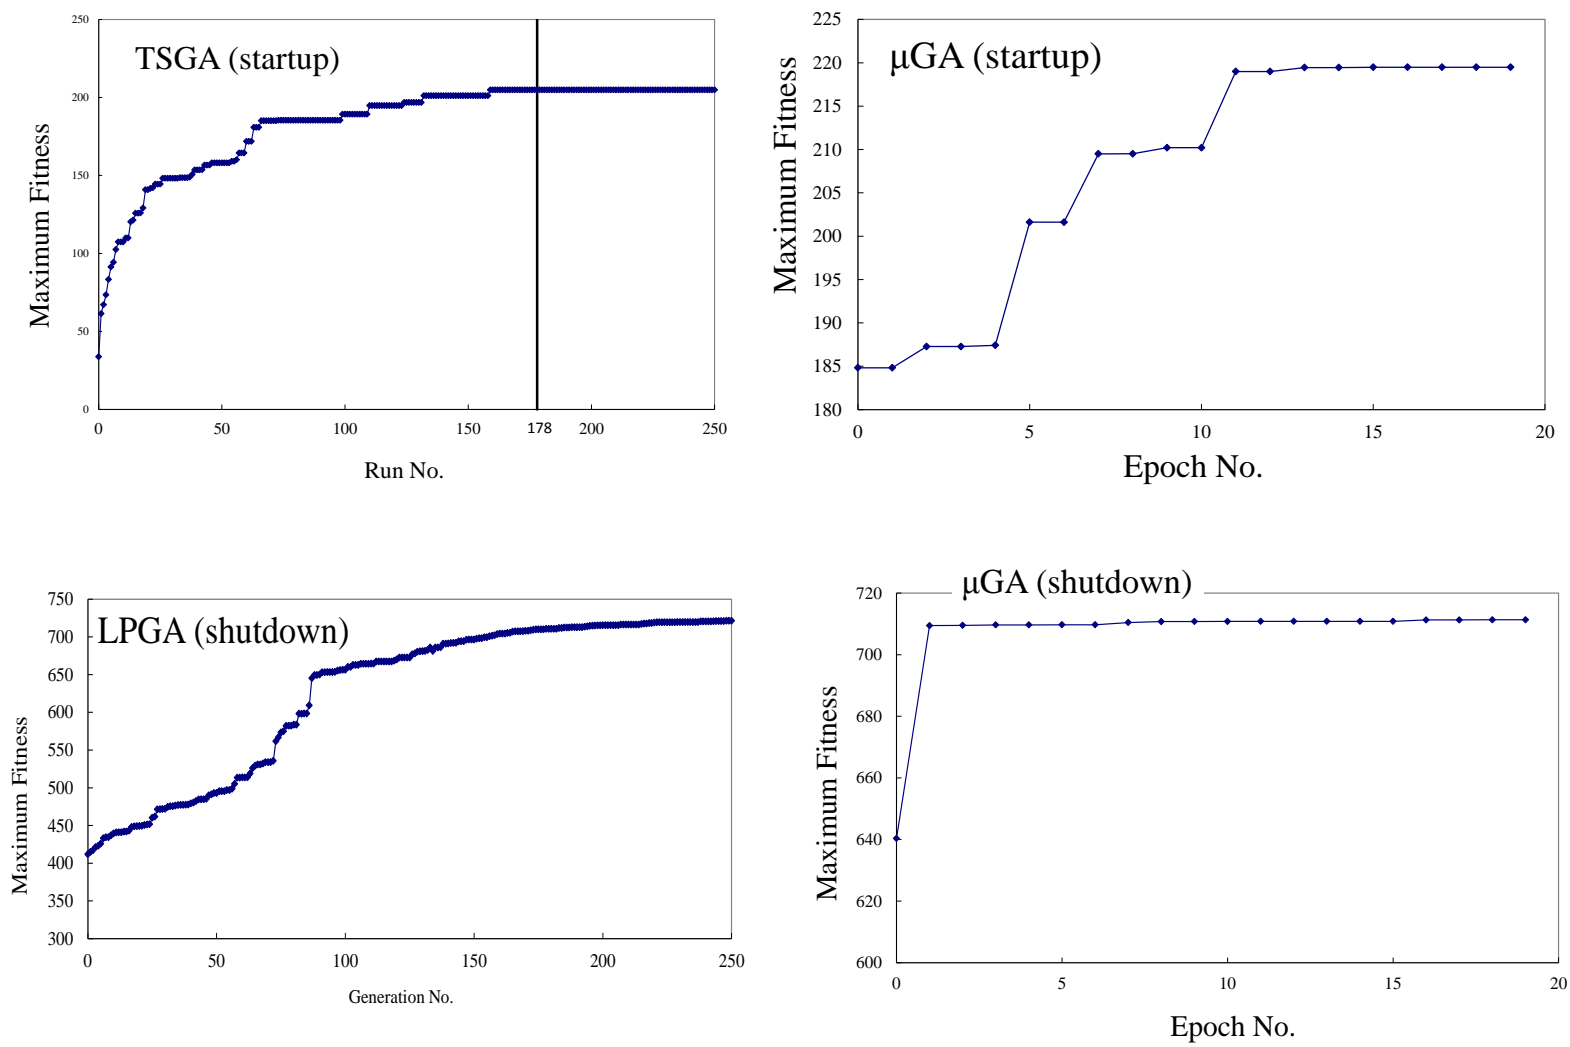 TSGA (startup)
Maximum Fitness
250
200
150
100
50
0
0 50 100 150 178 200 250
Run No.
μGA (startup)
Maximum Fitness
225
220
215
210
205
200
195
190
185
180
0 5 10 15 20
Epoch No.
LPGA (shutdown)
Maximum Fitness
750
700
650
600
550
500
450
400
350
300
0 50 100 150 200 250
Generation No.
μGA (shutdown)
Maximum Fitness
720
700
680
660
640
620
600
0 5 10 15 20
Epoch No.